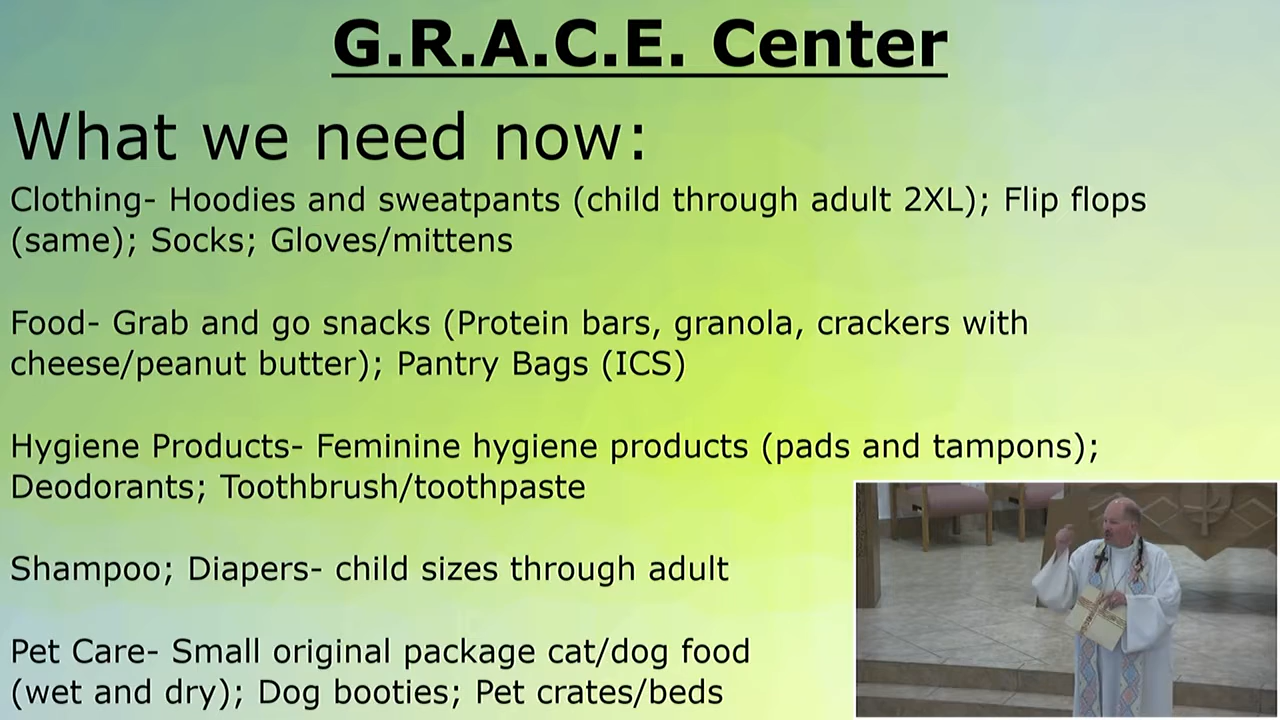 G.R.A.C.E. Center
What we need now:
Clothing- Hoodies and sweatpants (child through adult 2XL); Flip flops
(same); Socks; Gloves/mittens
Food- Grab and go snacks (Protein bars, granola, crackers with
cheese/peanut butter); Pantry Bags (ICS)
Hygiene Products- Feminine hygiene products (pads and tampons);
Deodorants; Toothbrush/toothpaste
Shampoo; Diapers- child sizes through adult
Pet Care- Small original package cat/dog food
(wet and dry); Dog booties; Pet crates/beds